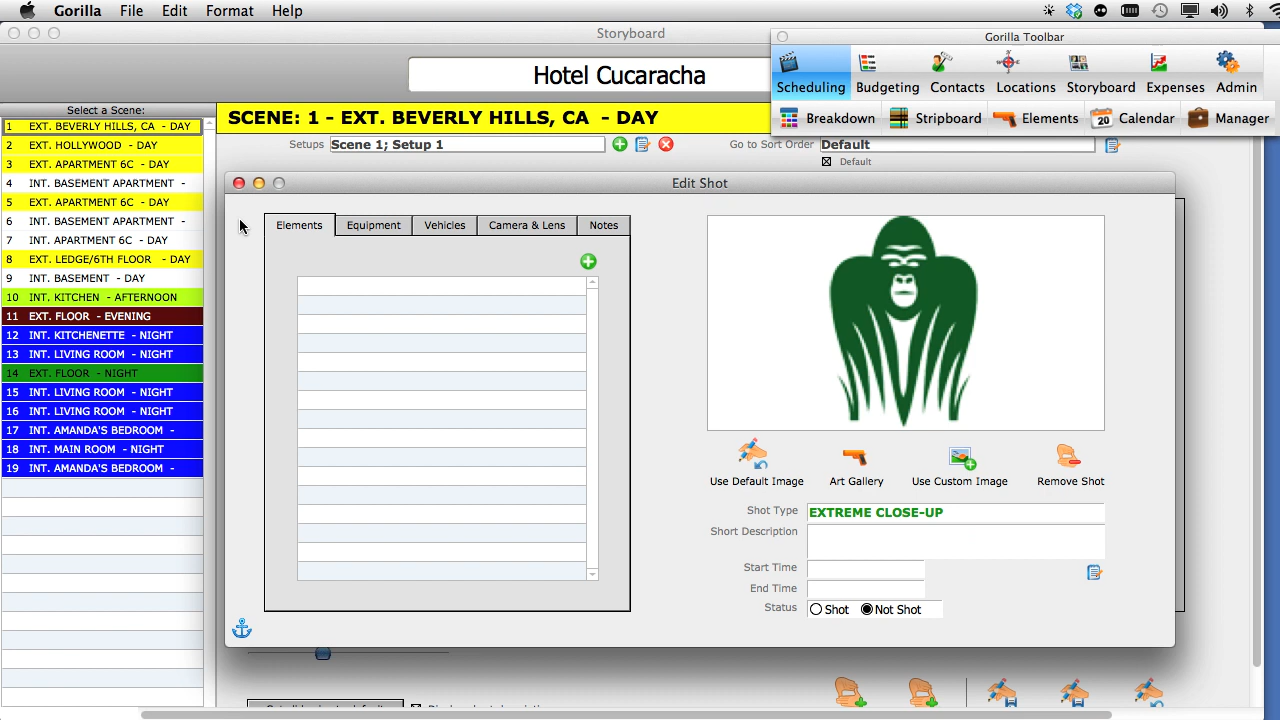 Gorilla File Edit Format Help
Storyboard
Gorilla Toolbar
Hotel Cucaracha
Scheduling Budgeting Contacts Locations Storyboard Expenses Admin
Breakdown Stripboard Elements 20 Calendar Manager
Select a Scene:
SCENE: 1 - EXT. BEVERLY HILLS, CA - DAY
Setups Scene 1; Setup 1 Go to Sort Order Default
Default
1 EXT. BEVERLY HILLS, CA - DAY
2 EXT. HOLLYWOOD - DAY
3 EXT. APARTMENT 6C - DAY
4 INT. BASEMENT APARTMENT -
5 EXT. APARTMENT 6C - DAY
6 INT. BASEMENT APARTMENT -
7 INT. APARTMENT 6C - DAY
8 EXT. LEDGE/6TH FLOOR - DAY
9 INT. BASEMENT - DAY
10 INT. KITCHEN - AFTERNOON
11 EXT. FLOOR - EVENING
12 INT. KITCHENETTE - NIGHT
13 INT. LIVING ROOM - NIGHT
14 EXT. FLOOR - NIGHT
15 INT. LIVING ROOM - NIGHT
16 INT. LIVING ROOM - NIGHT
17 INT. AMANDA'S BEDROOM -
18 INT. MAIN ROOM - NIGHT
19 INT. AMANDA'S BEDROOM -
Edit Shot
Elements Equipment Vehicles Camera & Lens Notes
Use Default Image Art Gallery Use Custom Image Remove Shot
Shot Type EXTREME CLOSE-UP
Short Description
Start Time
End Time
Status Shot Not Shot